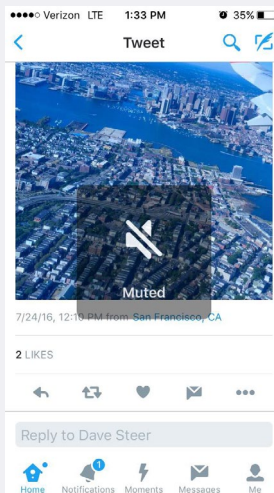 Verizon LTE 1:33 PM 35%
Tweet
Muted
7/24/16, 12:19 PM from San Francisco, CA
2 LIKES
Reply to Dave Steer
1
Home Notifications Moments Messages Me